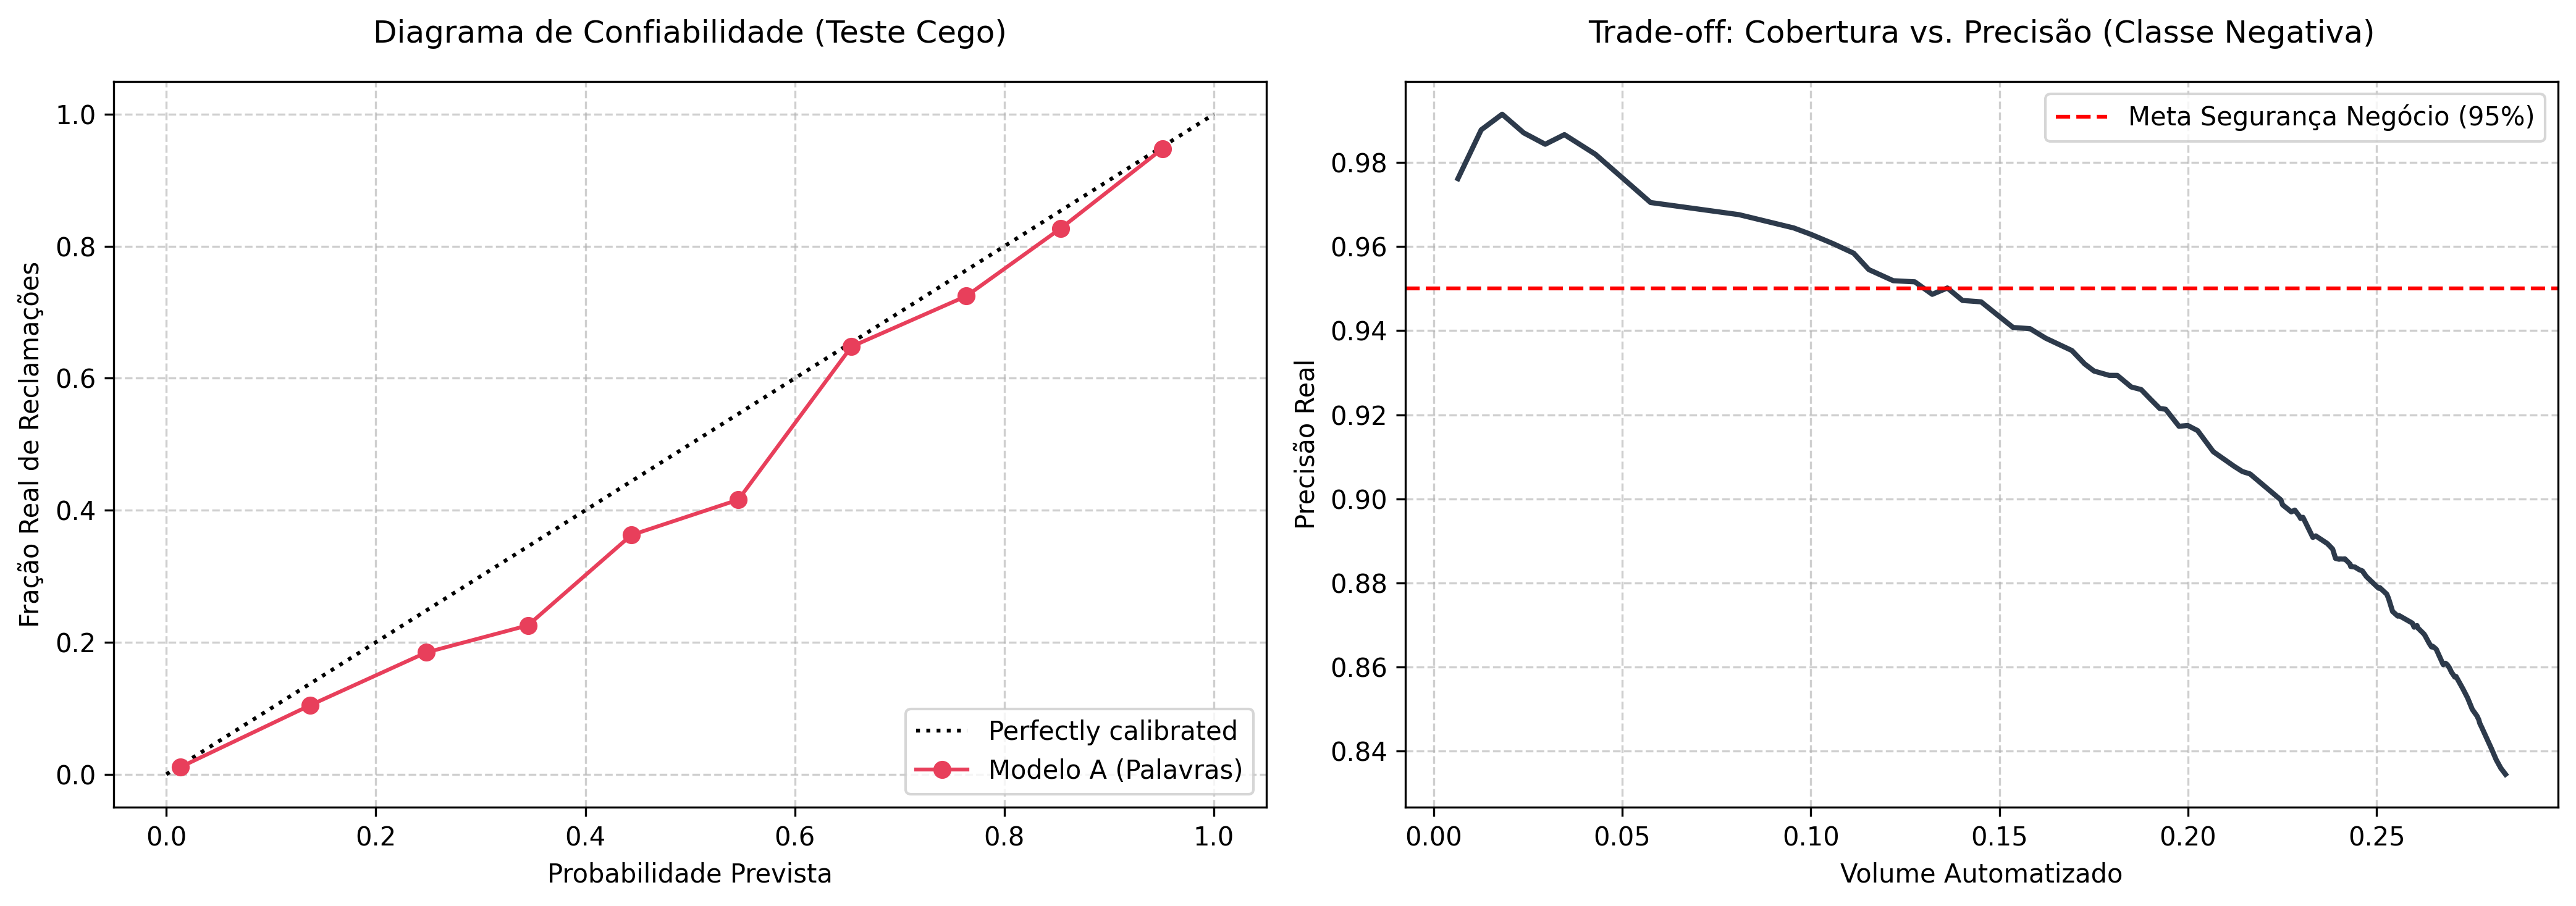 Diagrama de Confiabilidade (Teste Cego)
Fração Real de Reclamações
1.0
0.8
0.6
0.4
0.2
0.0
0.0 0.2 0.4 0.6 0.8 1.0
Probabilidade Prevista
Perfectly calibrated
Modelo A (Palavras)
Trade-off: Cobertura vs. Precisão (Classe Negativa)
Precisão Real
0.98
0.96
0.94
0.92
0.90
0.88
0.86
0.84
0.00 0.05 0.10 0.15 0.20 0.25
Volume Automatizado
Meta Segurança Negócio (95%)